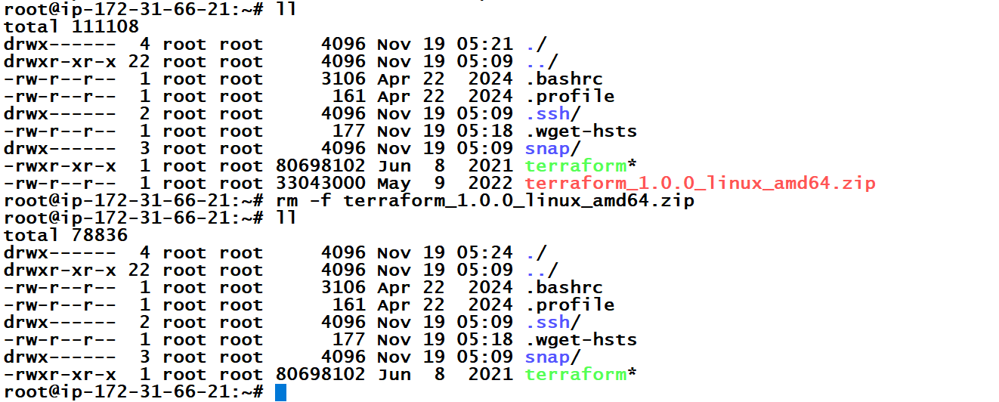 root@ip-172-31-66-21:~# ll
total 111108
drwx------  4 root root     4096 Nov 19 05:21 ./
drwxr-xr-x 22 root root     4096 Nov 19 05:09 ../
-rw-r--r--  1 root root     3106 Apr 22  2024 .bashrc
-rw-r--r--  1 root root      161 Apr 22  2024 .profile
drwx------  2 root root     4096 Nov 19 05:09 .ssh/
-rw-r--r--  1 root root      177 Nov 19 05:18 .wget-hsts
drwx------  3 root root     4096 Nov 19 05:09 snap/
-rwxr-xr-x  1 root root 80698102 Jun  8  2021 terraform*
-rw-r--r--  1 root root 33043000 May  9  2022 terraform_1.0.0_linux_amd64.zip
root@ip-172-31-66-21:~# rm -f terraform_1.0.0_linux_amd64.zip
root@ip-172-31-66-21:~# ll
total 78836
drwx------  4 root root     4096 Nov 19 05:24 ./
drwxr-xr-x 22 root root     4096 Nov 19 05:09 ../
-rw-r--r--  1 root root     3106 Apr 22  2024 .bashrc
-rw-r--r--  1 root root      161 Apr 22  2024 .profile
drwx------  2 root root     4096 Nov 19 05:09 .ssh/
-rw-r--r--  1 root root      177 Nov 19 05:18 .wget-hsts
drwx------  3 root root     4096 Nov 19 05:09 snap/
-rwxr-xr-x  1 root root 80698102 Jun  8  2021 terraform*
root@ip-172-31-66-21:~#